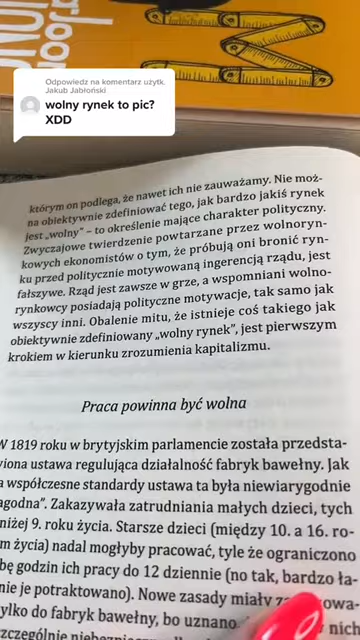 Odpowiedz na komentarz użytk.
Jakub Jabłoński
wolny rynek to pic?
XDD
którym on podlega, że nawet ich nie zauważamy. Nie moż-
na obiektywnie zdefiniować tego, jak bardzo jakiś rynek
jest „wolny" – to określenie mające charakter polityczny.
Zwyczajowe twierdzenie powtarzane przez wolnoryn-
kowych ekonomistów o tym, że próbują oni bronić ryn-
ku przed politycznie motywowaną ingerencją rządu, jest
fałszywe. Rząd jest zawsze w grze, a wspomniani wolno-
rynkowcy posiadają polityczne motywacje, tak samo jak
wszyscy inni. Obalenie mitu, że istnieje coś takiego jak
obiektywnie zdefiniowany „wolny rynek", jest pierwszym
krokiem w kierunku zrozumienia kapitalizmu.
Praca powinna być wolna
W 1819 roku w brytyjskim parlamencie została przedsta-
wiona ustawa regulująca działalność fabryk bawełny. Jak
a współczesne standardy ustawa ta była niewiarygodnie
agodna". Zakazywała zatrudniania małych dzieci, tych
niżej 9. roku życia. Starsze dzieci (między 10. a 16. ro-
m życia) nadal mogłyby pracować, tyle że ograniczono
bę godzin ich pracy do 12 dziennie (no tak, bardzo ła-
nie je potraktowano). Nowe zasady miały
ylko do fabryk bawełny, bo uznano, nich
zczególnie